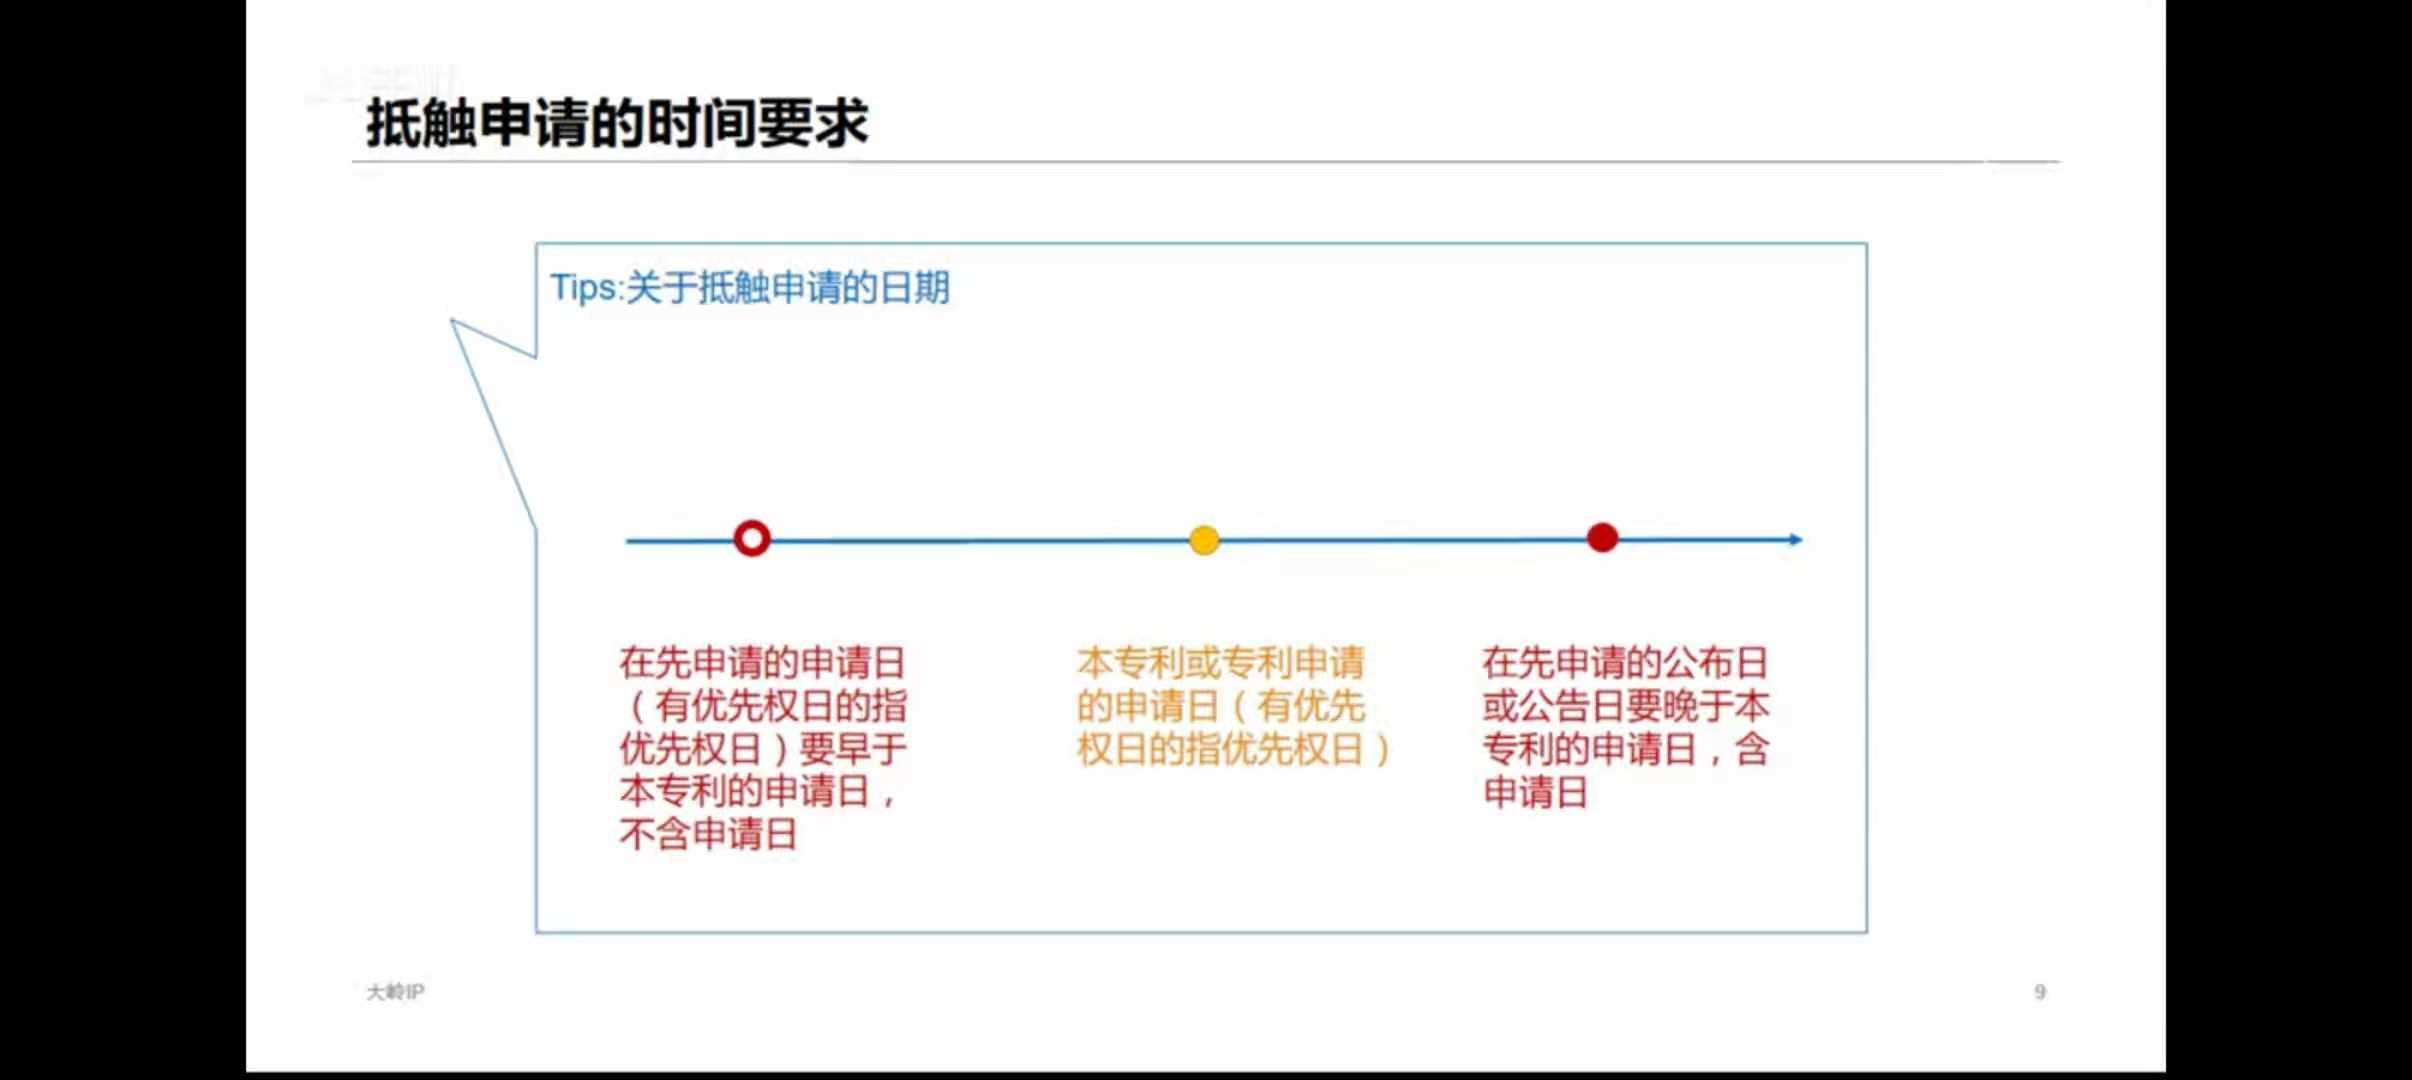 抵触申请的时间要求
Tips:关于抵触申请的日期
在先申请的申请日
（有优先权日的指
优先权日）要早于
本专利的申请日，
不含申请日
本专利或专利申请
的申请日（有优先
权日的指优先权日）
在先申请的公布日
或公告日要晚于本
专利的申请日，含
申请日
大岭IP
9